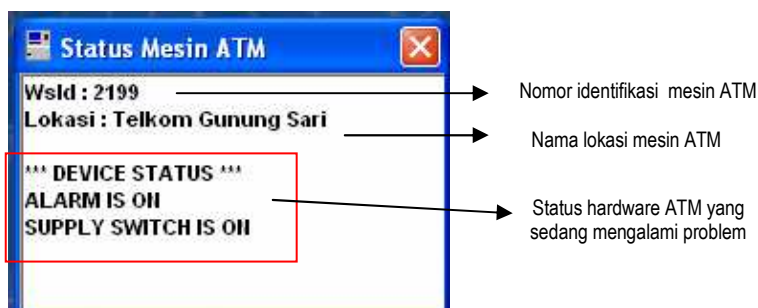 Status Mesin ATM
WsId : 2199
Lokasi : Telkom Gunung Sari
*** DEVICE STATUS ***
ALARM IS ON
SUPPLY SWITCH IS ON
Nomor identifikasi mesin ATM
Nama lokasi mesin ATM
Status hardware ATM yang
sedang mengalami problem